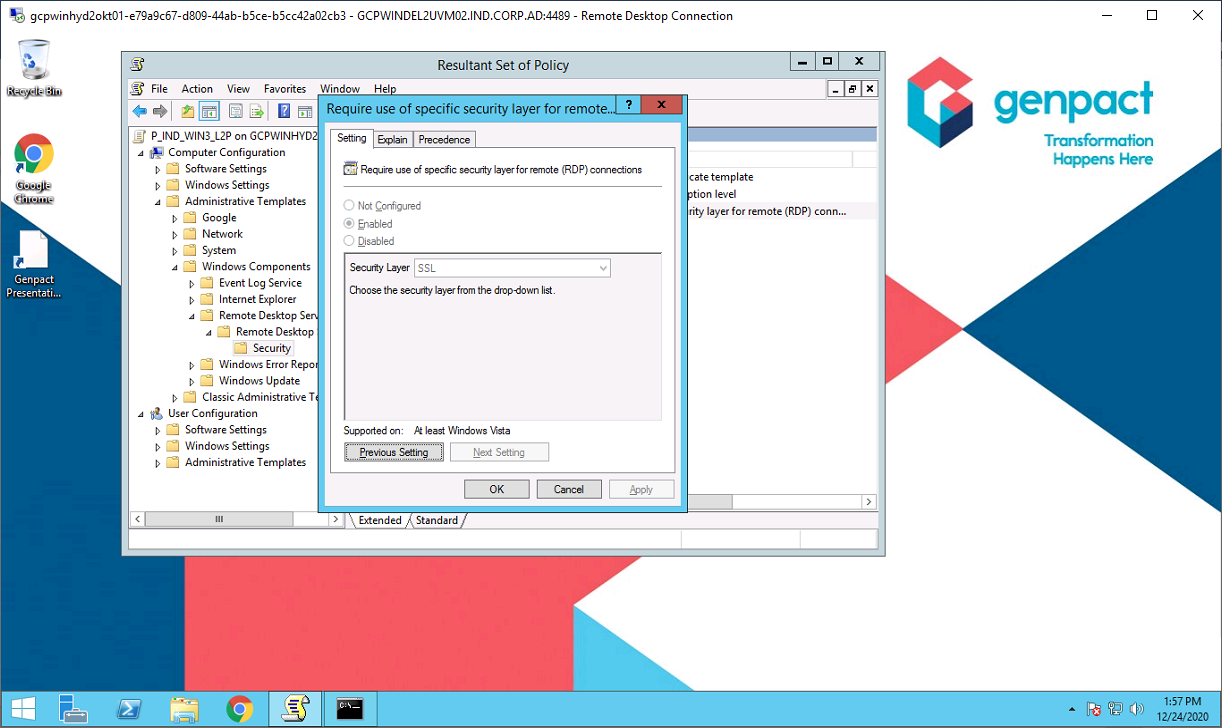 gcpwinhyd2okt01-e79a9c67-d809-44ab-b5ce-b5cc42a02cb3 - GCPWINDEL2UVM02.IND.CORP.AD:4489 - Remote Desktop Connection
Recycle Bin
Google
Chrome
Genpact
Presentati...
genpact
Transformation
Happens Here
Resultant Set of Policy
File Action View Favorites Window Help
P_IND_WIN3_L2P on GCPWINHYD2
Computer Configuration
Software Settings
Windows Settings
Administrative Templates
Google
Network
System
Windows Components
Event Log Service
Internet Explorer
Remote Desktop Serv
Remote Desktop
Security
Windows Error Repor
Windows Update
Classic Administrative Te
User Configuration
Software Settings
Windows Settings
Administrative Templates
cate template
ption level
rity layer for remote (RDP) conn...
Extended Standard
Require use of specific security layer for remote...
?
Setting Explain Precedence
Require use of specific security layer for remote (RDP) connections
Not Configured
Enabled
Disabled
Security Layer SSL
Choose the security layer from the drop-down list.
Supported on: At least Windows Vista
Previous Setting Next Setting
OK Cancel Apply
1:57 PM
12/24/2020